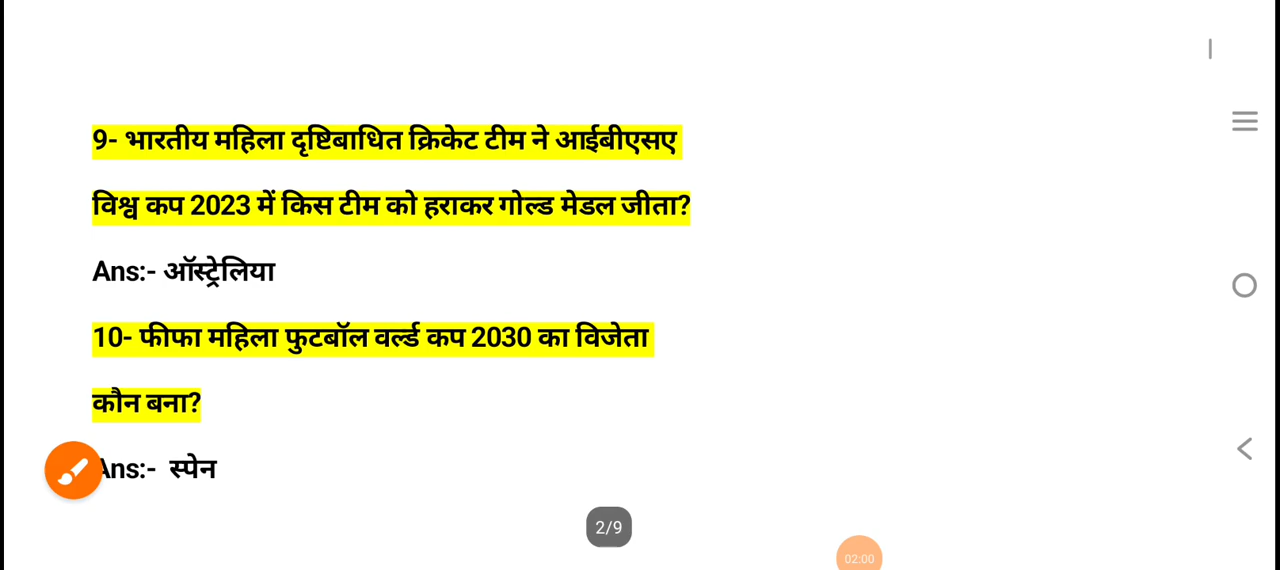 9- भारतीय महिला दृष्टिबाधित क्रिकेट टीम ने आईबीएसए
विश्व कप 2023 में किस टीम को हराकर गोल्ड मेडल जीता?
Ans:- ऑस्ट्रेलिया
10- फीफा महिला फुटबॉल वर्ल्ड कप 2030 का विजेता
कौन बना?
Ans:- स्पेन
2/9
02:00